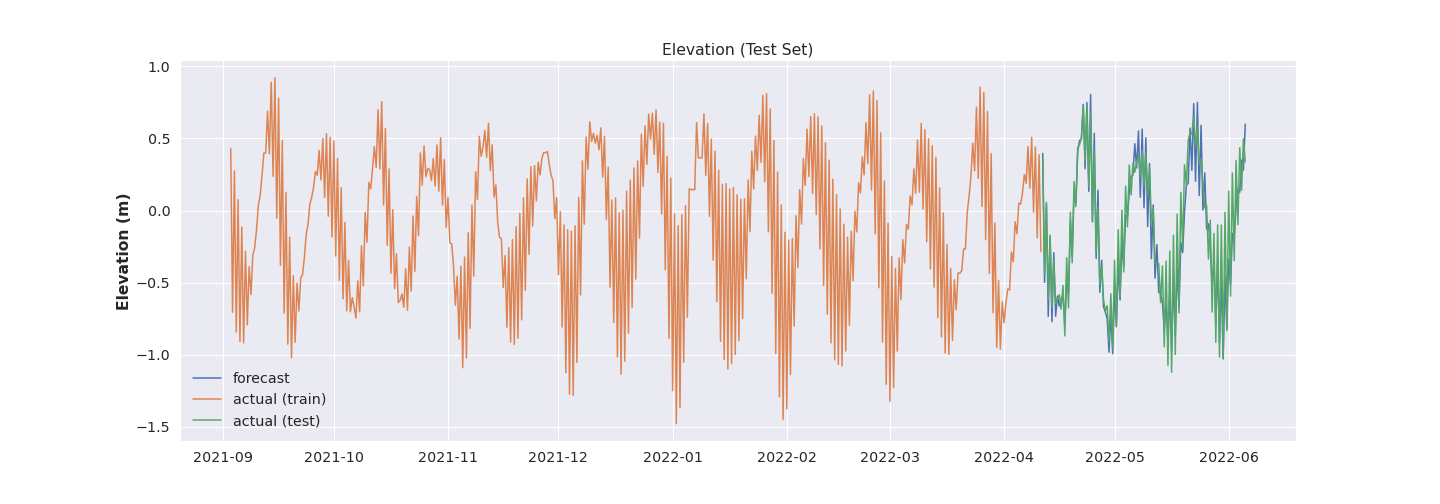 Elevation (Test Set)
Elevation (m)
1.0
0.5
0.0
−0.5
−1.0
−1.5
forecast
actual (train)
actual (test)
2021-09 2021-10 2021-11 2021-12 2022-01 2022-02 2022-03 2022-04 2022-05 2022-06